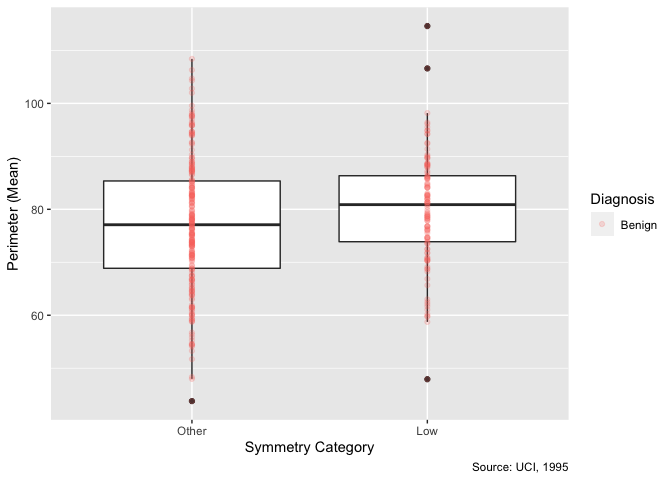 Perimeter (Mean)
100
80
60
Other
Low
Symmetry Category
Source: UCI, 1995
Diagnosis
Benign